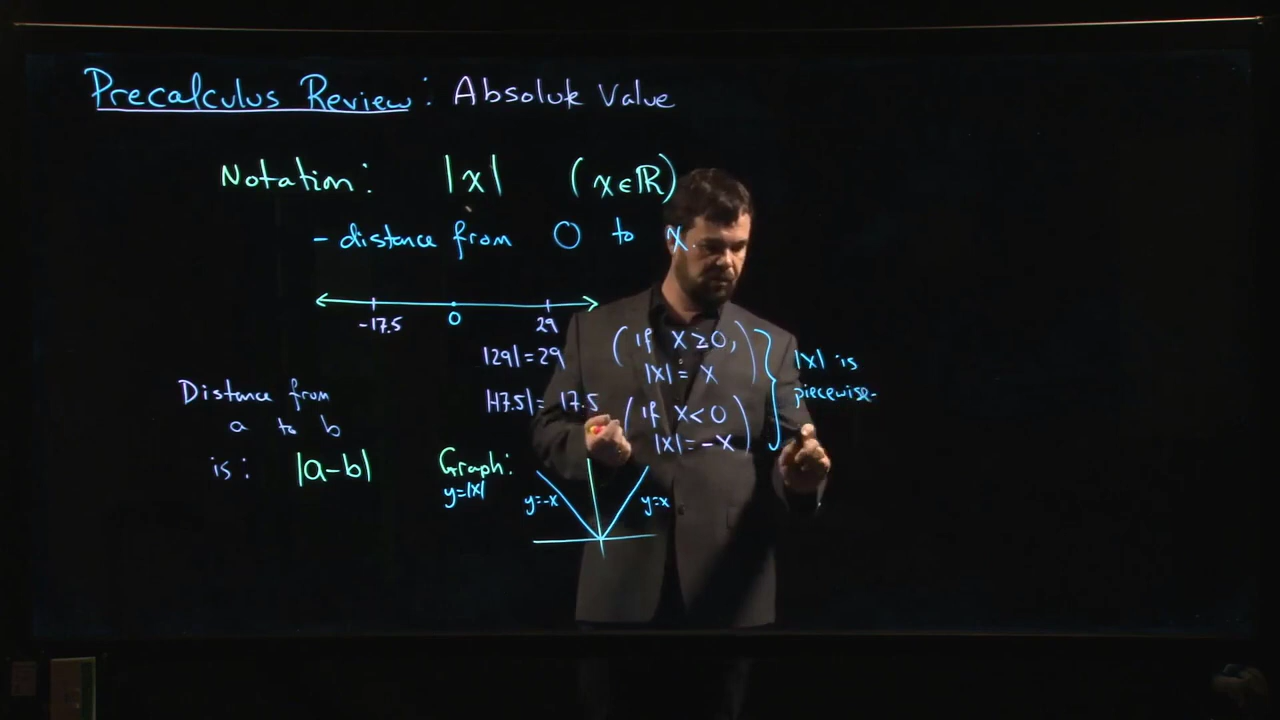 Precalculus Review: Absolute Value
Notation: |x| (x∈ℝ)
- distance from 0 to x.
-17.5 0 29
|29|=29
|-17.5|= 17.5
(if x≥0,
|x|= x)
(if x<0
|x|=-x)
|x| is
piecewise-
Distance from
a to b
is: |a-b|
Graph:
y=|x|
y=-x
y=x